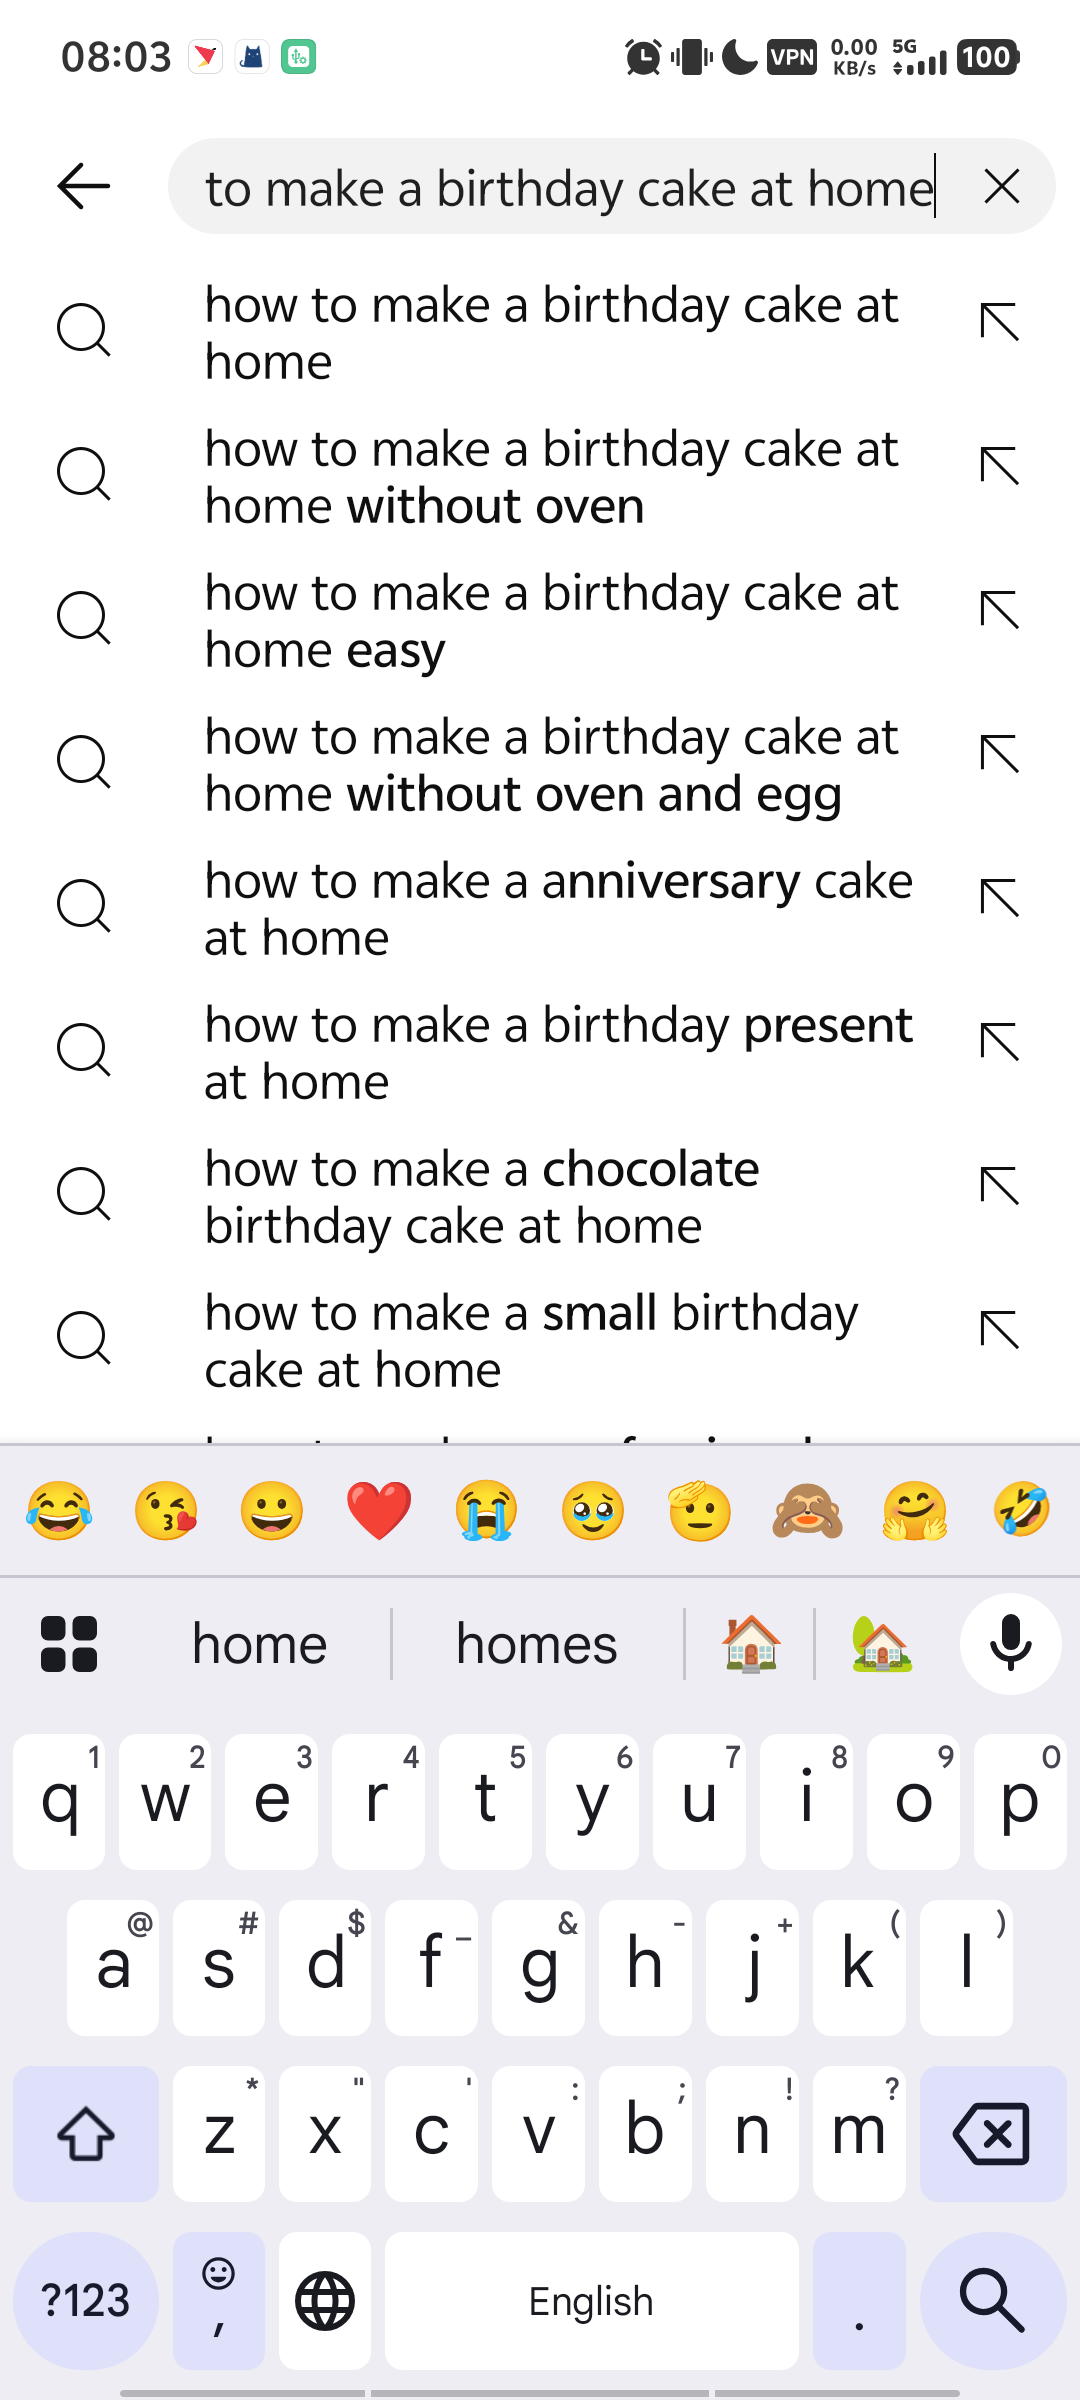 08:03 VPN 0.00 KB/s 5G 100
to make a birthday cake at home
how to make a birthday cake at
home
how to make a birthday cake at
home without oven
how to make a birthday cake at
home easy
how to make a birthday cake at
home without oven and egg
how to make a anniversary cake
at home
how to make a birthday present
at home
how to make a chocolate
birthday cake at home
how to make a small birthday
cake at home
home homes
q 1 w 2 e 3 r 4 t 5 y 6 u 7 i 8 o 9 p 0
a @ s # d $ f _ g & h - j + k ( l )
z * x " c ' v : b ; n ! m ?
?123 , English .